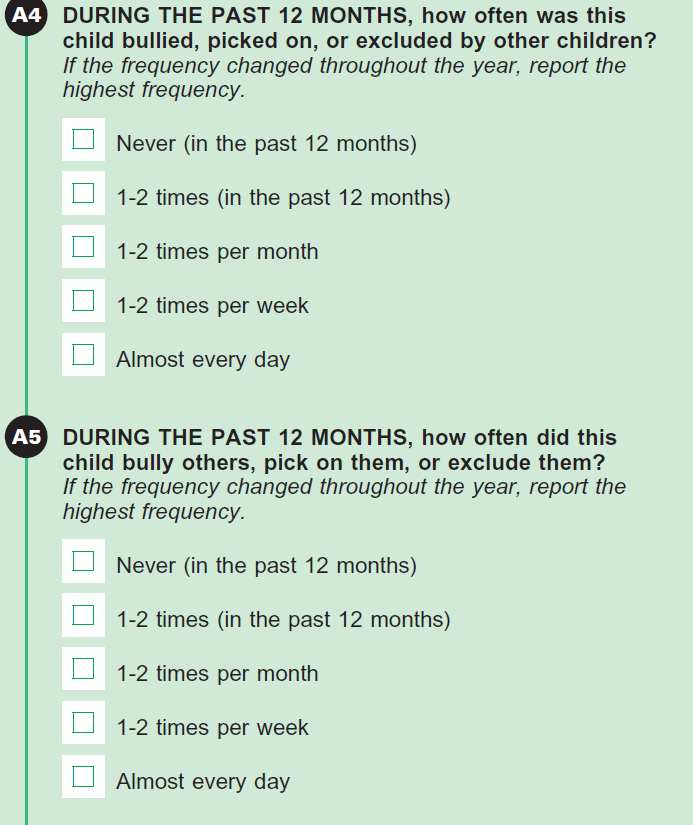 A4 DURING THE PAST 12 MONTHS, how often was this
child bullied, picked on, or excluded by other children?
If the frequency changed throughout the year, report the
highest frequency.
Never (in the past 12 months)
1-2 times (in the past 12 months)
1-2 times per month
1-2 times per week
Almost every day
A5 DURING THE PAST 12 MONTHS, how often did this
child bully others, pick on them, or exclude them?
If the frequency changed throughout the year, report the
highest frequency.
Never (in the past 12 months)
1-2 times (in the past 12 months)
1-2 times per month
1-2 times per week
Almost every day